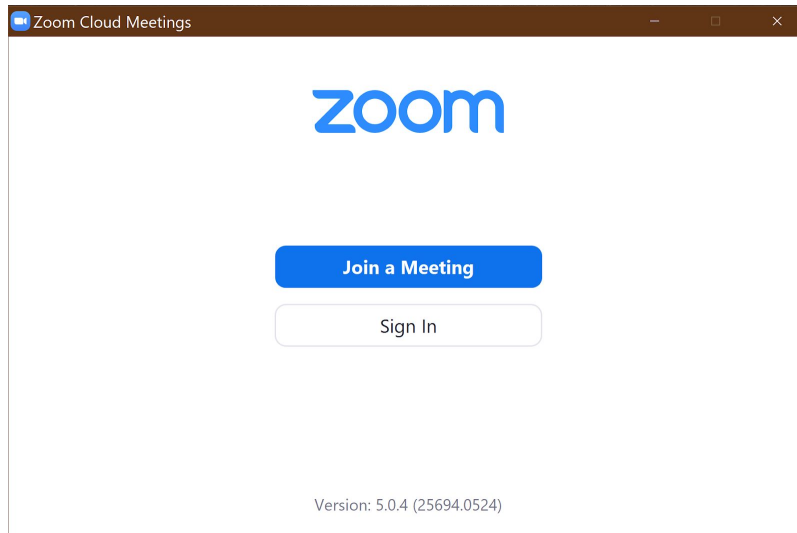 Zoom Cloud Meetings
zoom
Join a Meeting
Sign In
Version: 5.0.4 (25694.0524)